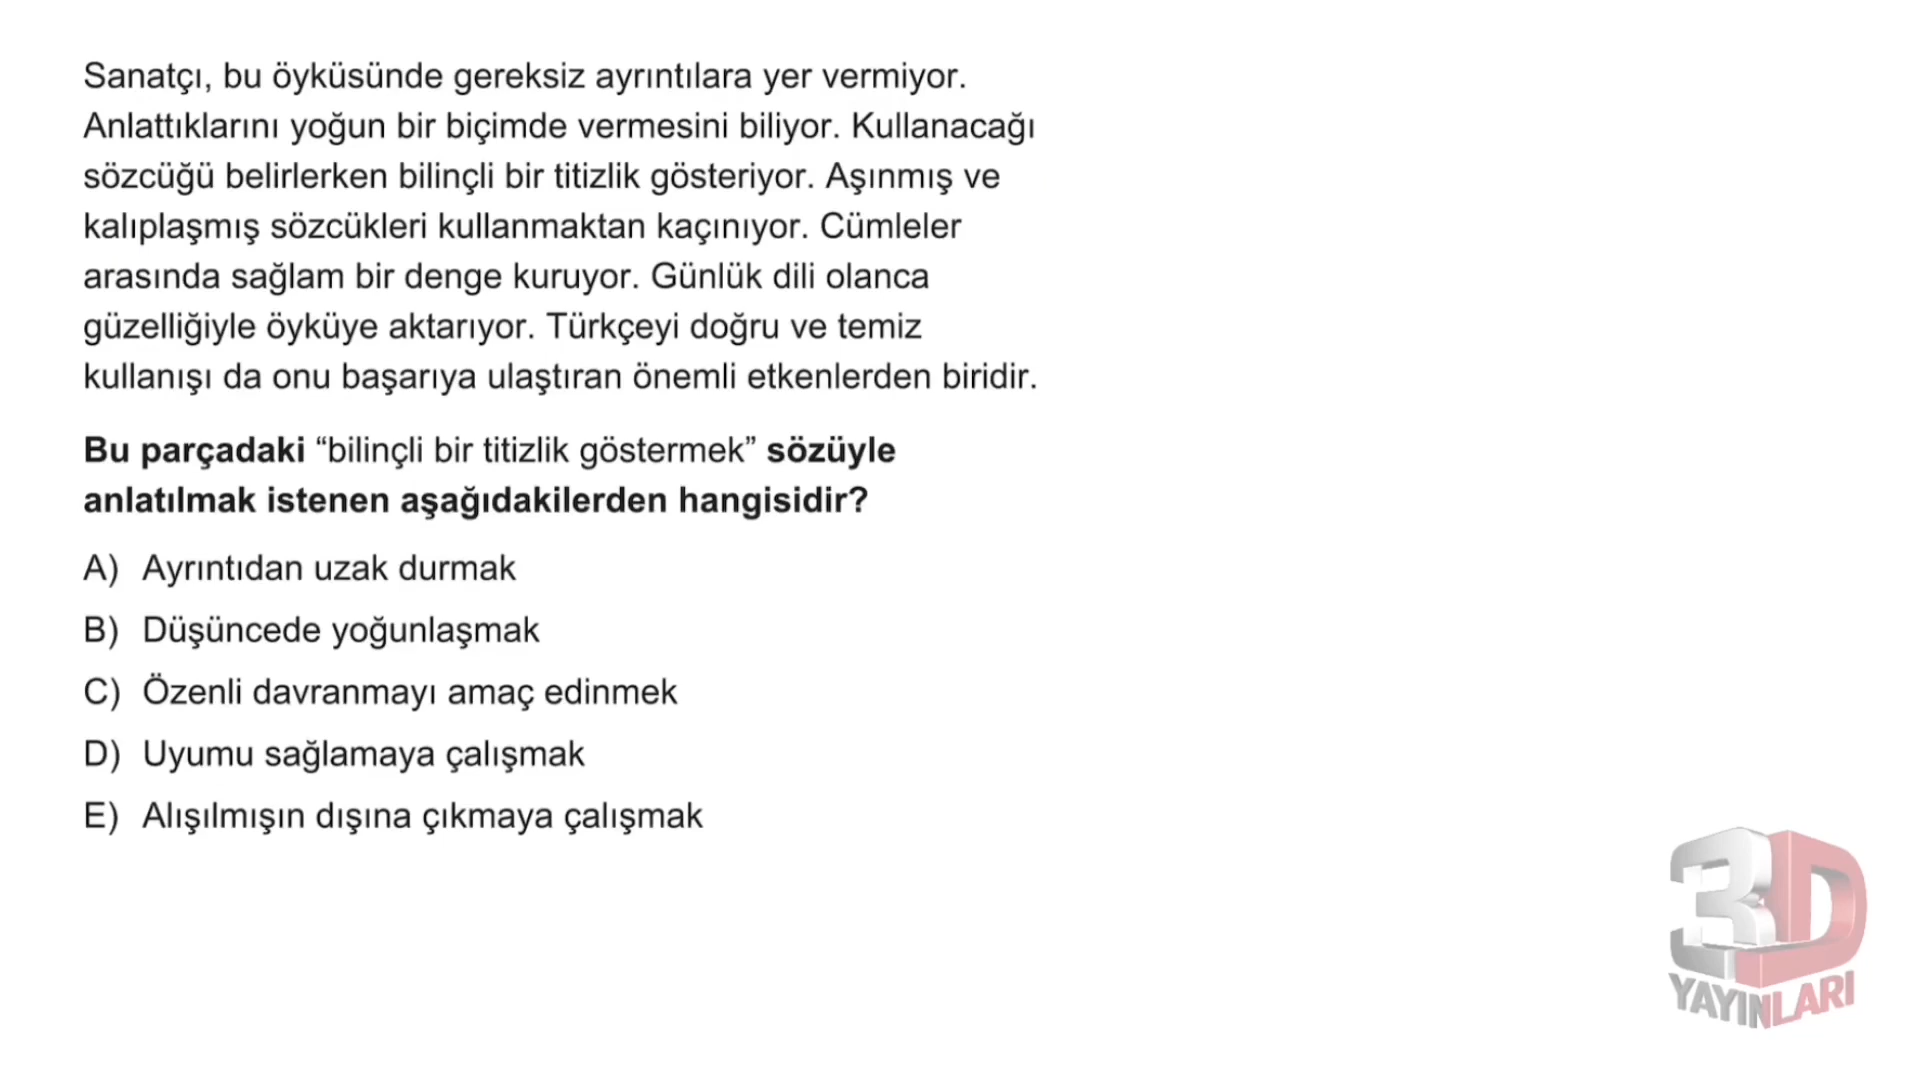 Sanatçı, bu öyküsünde gereksiz ayrıntılara yer vermiyor.
Anlattıklarını yoğun bir biçimde vermesini biliyor. Kullanacağı
sözcüğü belirlerken bilinçli bir titizlik gösteriyor. Aşınmış ve
kalıplaşmış sözcükleri kullanmaktan kaçınıyor. Cümleler
arasında sağlam bir denge kuruyor. Günlük dili olanca
güzelliğiyle öyküye aktarıyor. Türkçeyi doğru ve temiz
kullanışı da onu başarıya ulaştıran önemli etkenlerden biridir.
Bu parçadaki “bilinçli bir titizlik göstermek” sözüyle
anlatılmak istenen aşağıdakilerden hangisidir?
A) Ayrıntıdan uzak durmak
B) Düşüncede yoğunlaşmak
C) Özenli davranmayı amaç edinmek
D) Uyumu sağlamaya çalışmak
E) Alışılmışın dışına çıkmaya çalışmak
3D
YAYINLARI